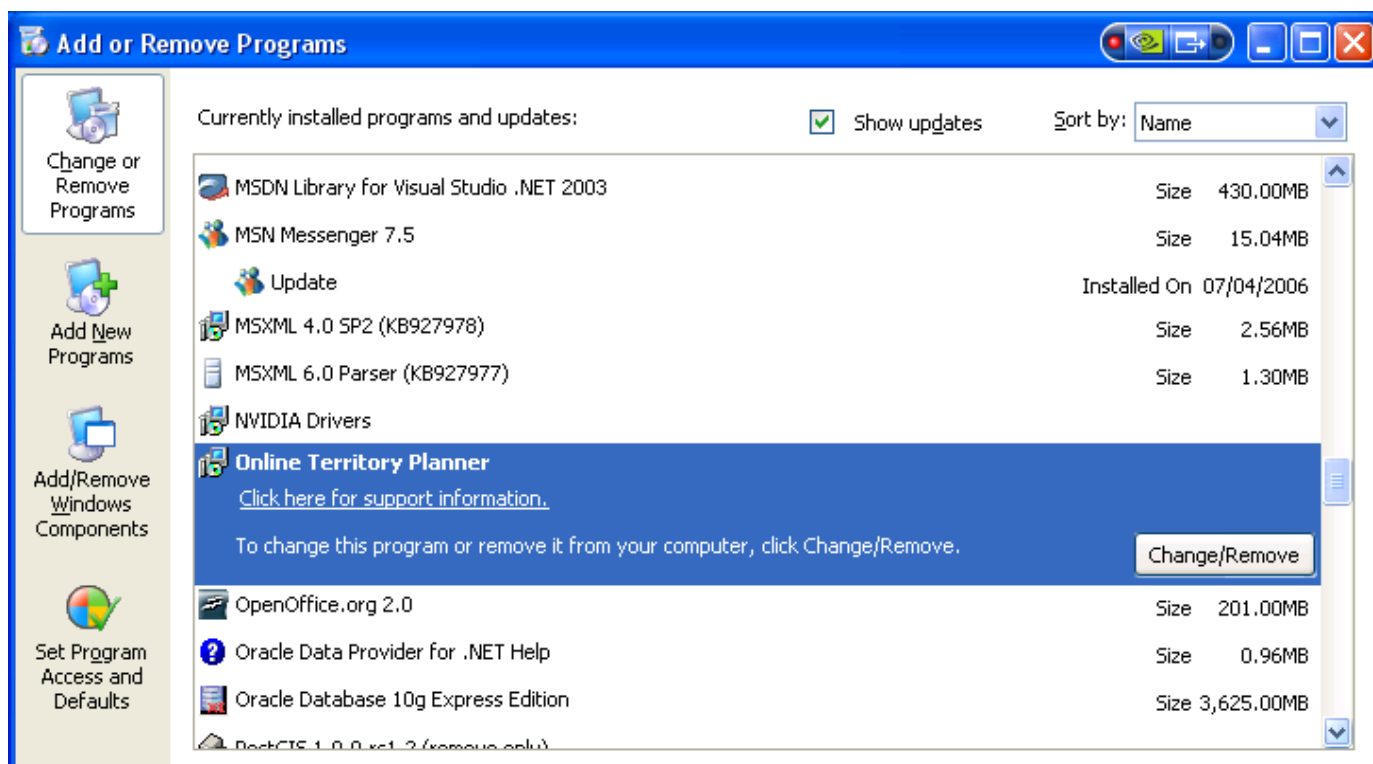 Add or Remove Programs
Change or
Remove
Programs
Add New
Programs
Add/Remove
Windows
Components
Set Program
Access and
Defaults
Currently installed programs and updates:
Show updates
Sort by: Name
MSDN Library for Visual Studio .NET 2003 Size 430.00MB
MSN Messenger 7.5 Size 15.04MB
Update Installed On 07/04/2006
MSXML 4.0 SP2 (KB927978) Size 2.56MB
MSXML 6.0 Parser (KB927977) Size 1.30MB
NVIDIA Drivers
Online Territory Planner
Click here for support information.
To change this program or remove it from your computer, click Change/Remove.
Change/Remove
OpenOffice.org 2.0 Size 201.00MB
Oracle Data Provider for .NET Help Size 0.96MB
Oracle Database 10g Express Edition Size 3,625.00MB
(remove only)